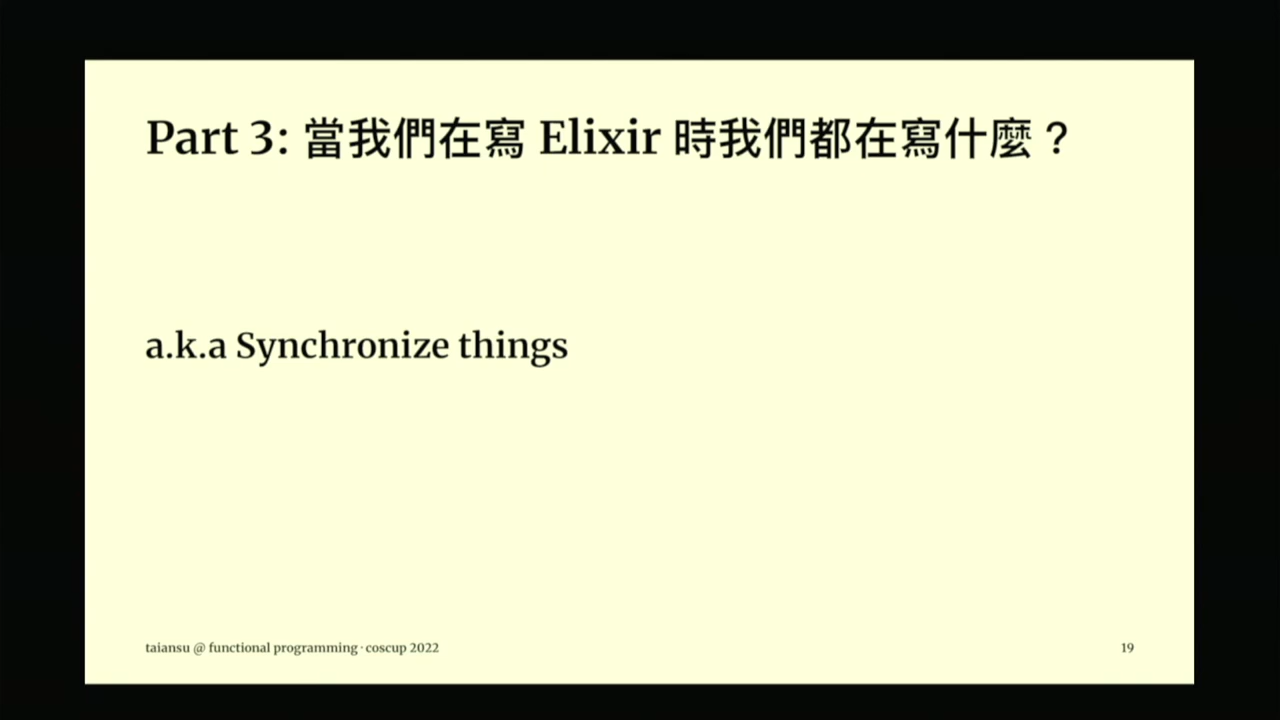 Part 3: 當我們在寫 Elixir 時我們都在寫什麼？
a.k.a Synchronize things
taiansu @ functional programming · coscup 2022
19